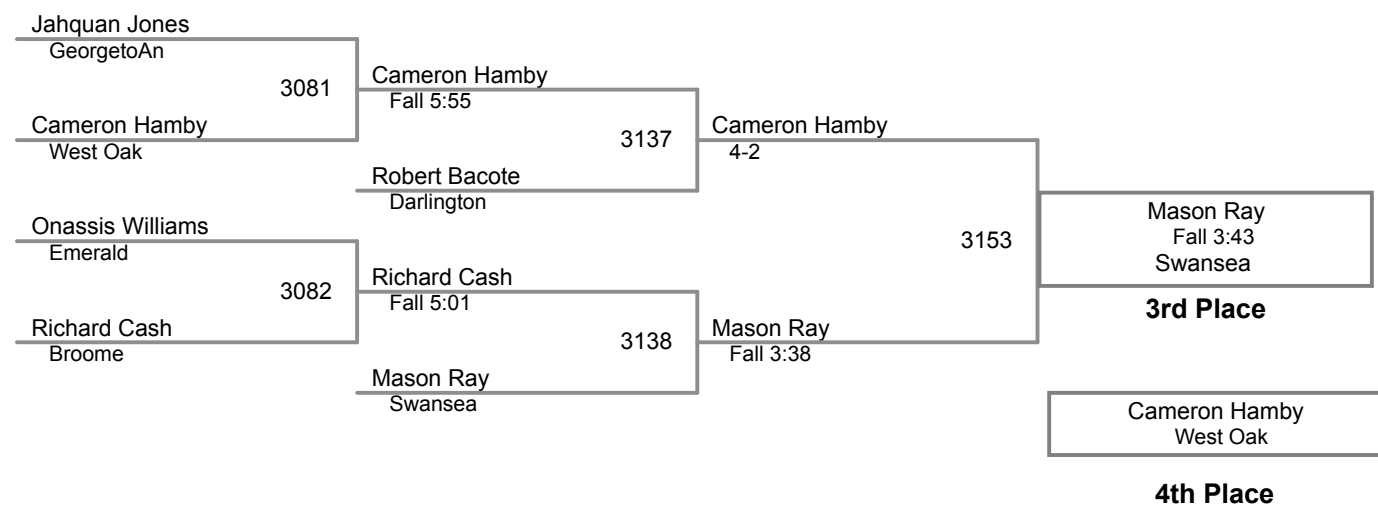 Jahquan Jones
GeorgetoAn
3081
Cameron Hamby
West Oak
Onassis Williams
Emerald
3082
Richard Cash
Broome
Cameron Hamby
Fall 5:55
3137
Robert Bacote
Darlington
Richard Cash
Fall 5:01
3138
Mason Ray
Swansea
Cameron Hamby
4-2
3153
Mason Ray
Fall 3:38
Mason Ray
Fall 3:43
Swansea
3rd Place
Cameron Hamby
West Oak
4th Place